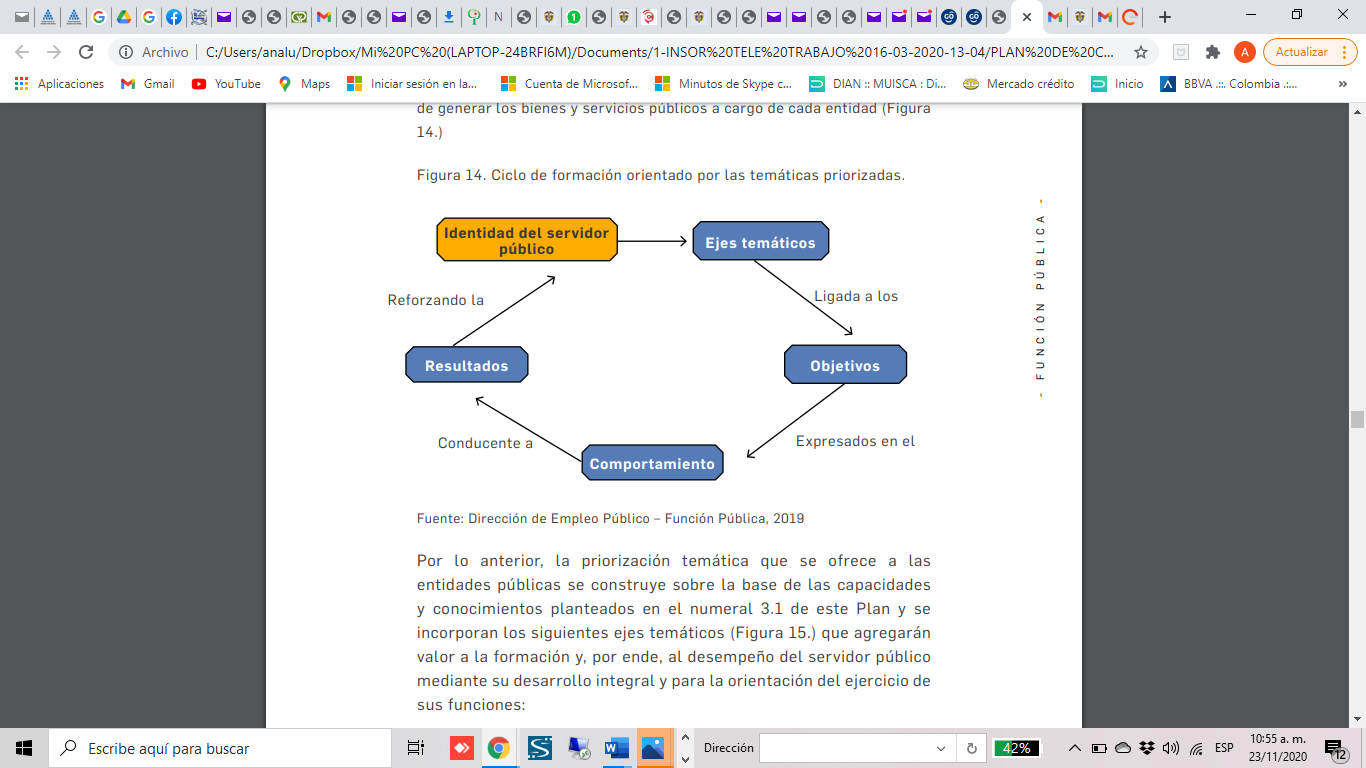 Archivo
C:/Users/analu/Dropbox/Mi%20PC%20(LAPTOP-24BRFI6M)/Documents/1-INSOR%20TELE%20TRABAJO%2016-03-2020-13-04/PLAN%20DE%20C...
A
Actualizar
Aplicaciones
Gmail
YouTube
Maps
Iniciar sesión en la...
Cuenta de Microsof...
Minutos de Skype c...
DIAN :: MUISCA : Di...
Mercado crédito
Inicio
BBVA .::. Colombia .:...
»
de generar los bienes y servicios públicos a cargo de cada entidad (Figura
14.)
Figura 14. Ciclo de formación orientado por las temáticas priorizadas.
Identidad del servidor
público
Ejes temáticos
Reforzando la
Ligada a los
Resultados
Objetivos
Conducente a
Expresados en el
Comportamiento
- FUNCIÓN PÚBLICA -
Fuente: Dirección de Empleo Público – Función Pública, 2019
Por lo anterior, la priorización temática que se ofrece a las
entidades públicas se construye sobre la base de las capacidades
y conocimientos planteados en el numeral 3.1 de este Plan y se
incorporan los siguientes ejes temáticos (Figura 15.) que agregarán
valor a la formación y, por ende, al desempeño del servidor público
mediante su desarrollo integral y para la orientación del ejercicio de
sus funciones:
Escribe aquí para buscar
Dirección
42%
ESP
10:55 a. m.
23/11/2020
12